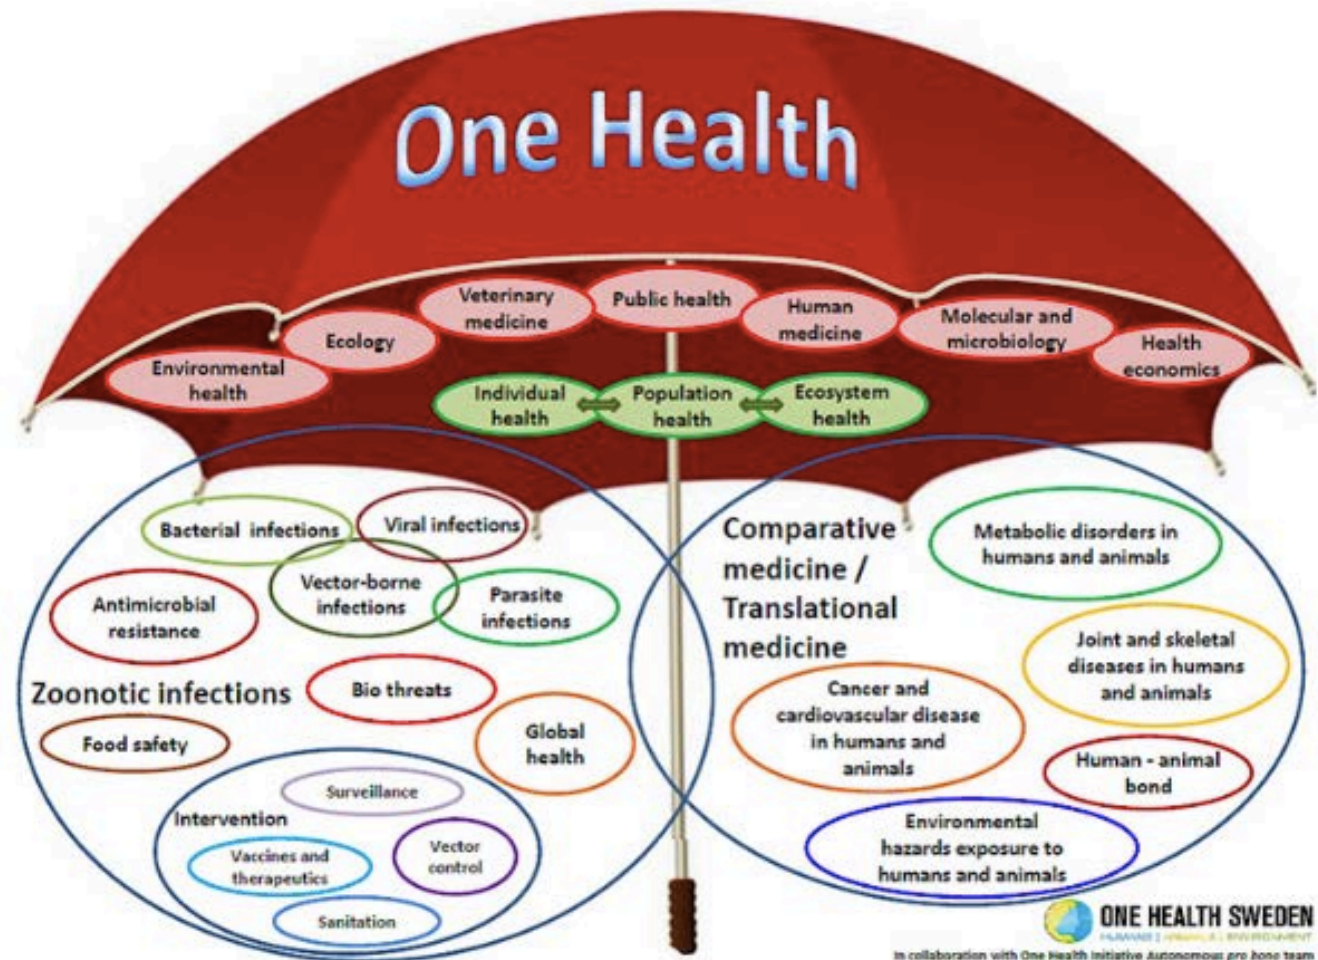 One Health
Veterinary
medicine
Public health
Human
medicine
Molecular and
microbiology
Ecology
Environmental
health
Health
economics
Individual
health
Population
health
Ecosystem
health
Bacterial infections
Viral infections
Vector-borne
infections
Parasite
infections
Antimicrobial
resistance
Zoonotic infections
Bio threats
Food safety
Global
health
Surveillance
Intervention
Vaccines and
therapeutics
Vector
control
Sanitation
Comparative
medicine /
Translational
medicine
Metabolic disorders in
humans and animals
Joint and skeletal
diseases in humans
and animals
Cancer and
cardiovascular disease
in humans and
animals
Human - animal
bond
Environmental
hazards exposure to
humans and animals
ONE HEALTH SWEDEN
HUMANS | ANIMALS | ENVIRONMENT
In collaboration with One Health Initiative Autonomous pro bono team